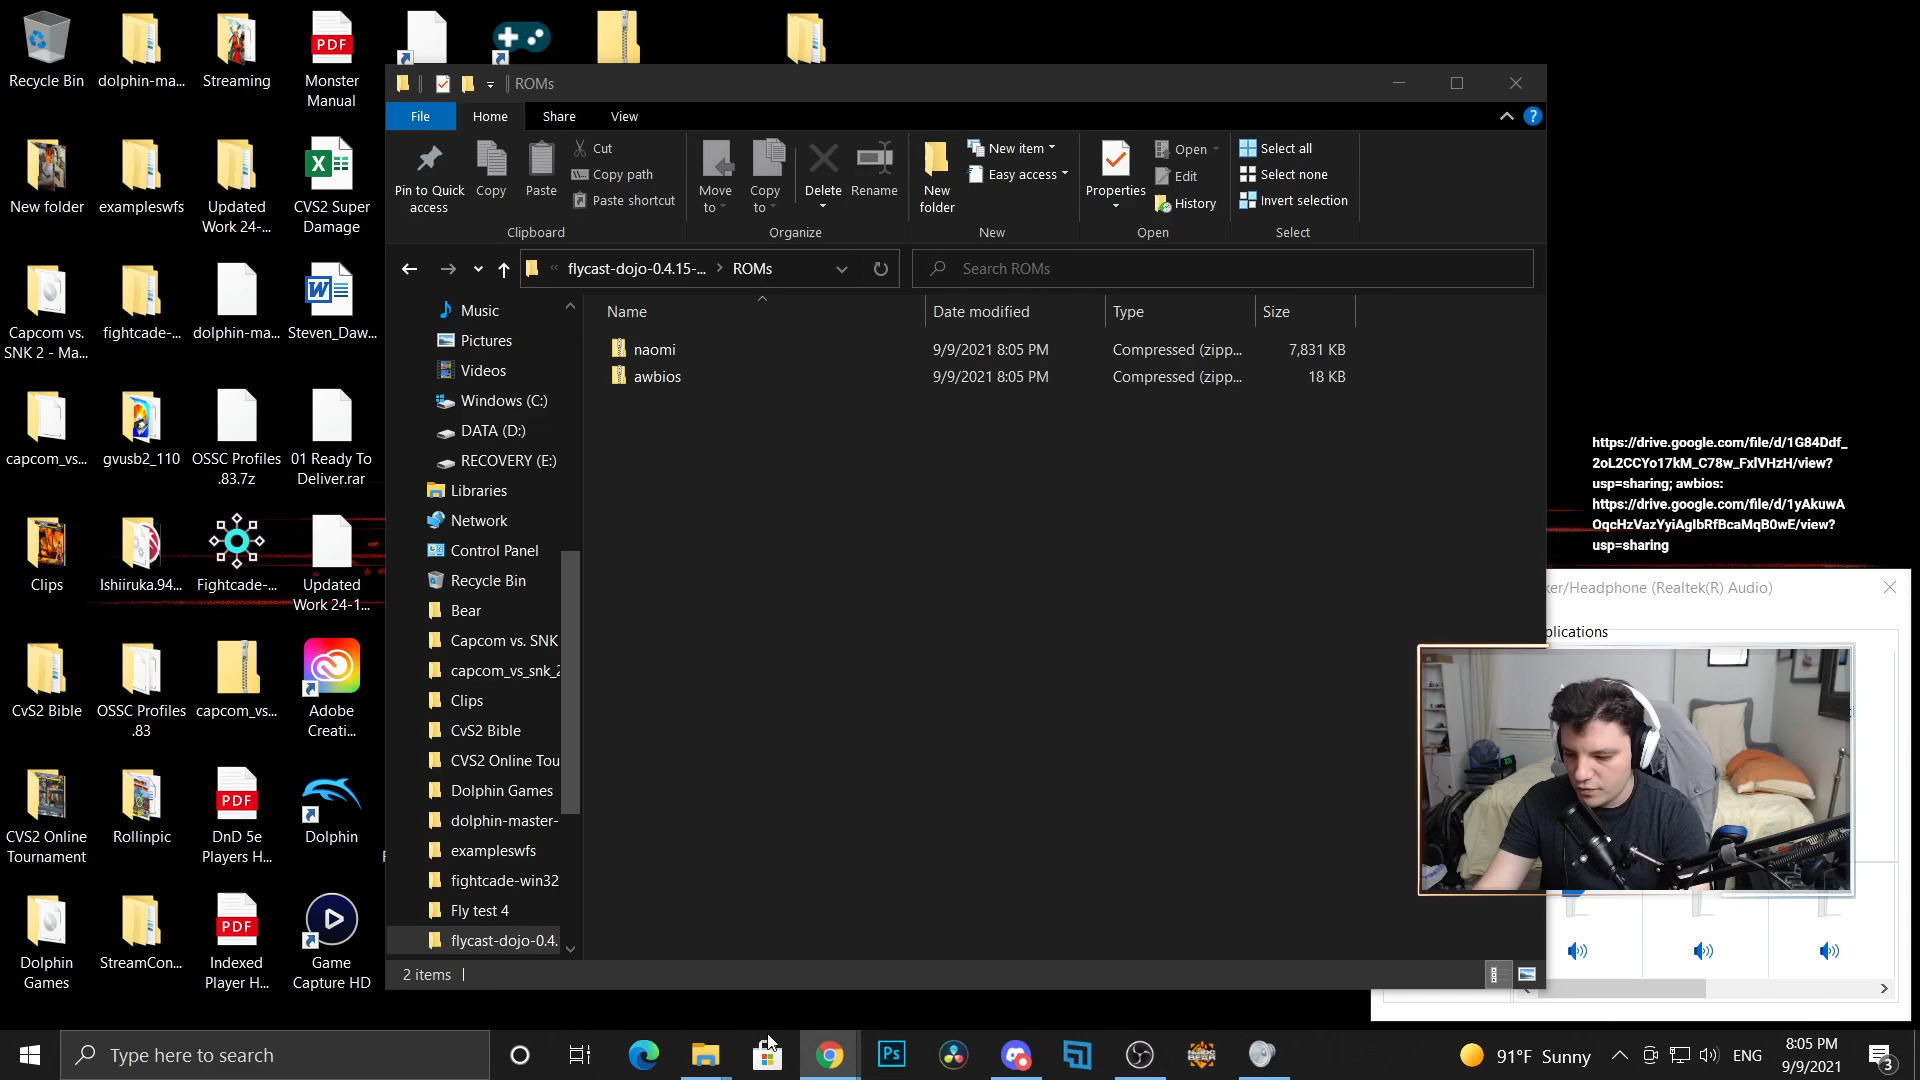 ROMs
File
Home
Share
View
Pin to Quick
access
Copy
Paste
Cut
Copy path
Paste shortcut
Clipboard
Move
to
Copy
to
Delete
Rename
Organize
New
folder
New item
Easy access
New
Properties
Open
Edit
History
Open
Select all
Select none
Invert selection
Select
flycast-dojo-0.4.15-...
ROMs
Search ROMs
Name
Date modified
Type
Size
naomi
9/9/2021 8:05 PM
Compressed (zipp...
7,831 KB
awbios
9/9/2021 8:05 PM
Compressed (zipp...
18 KB
Music
Pictures
Videos
Windows (C:)
DATA (D:)
RECOVERY (E:)
Libraries
Network
Control Panel
Recycle Bin
Bear
Capcom vs. SNK
capcom_vs_snk_2
Clips
CvS2 Bible
CVS2 Online Tou
Dolphin Games
dolphin-master-
exampleswfs
fightcade-win32
Fly test 4
flycast-dojo-0.4.
2 items
Recycle Bin
dolphin-ma...
Streaming
PDF
Monster
Manual
New folder
exampleswfs
Updated
Work 24-...
CVS2 Super
Damage
Capcom vs.
SNK 2 - Ma...
fightcade-...
dolphin-ma...
Steven_Daw...
capcom_vs...
gvusb2_110
OSSC Profiles
.83.7z
01 Ready To
Deliver.rar
Clips
Ishiiruka.94...
Fightcade-...
Updated
Work 24-1...
CvS2 Bible
OSSC Profiles
.83
capcom_vs...
Adobe
Creati...
CVS2 Online
Tournament
Rollinpic
PDF
DnD 5e
Players H...
Dolphin
Dolphin
Games
StreamCon...
PDF
Indexed
Player H...
Game
Capture HD
https://drive.google.com/file/d/1G84Ddf_
2oL2CCYo17kM_C78w_FxlVHzH/view?
usp=sharing; awbios:
https://drive.google.com/file/d/1yAkuwA
OqcHzVazYyiAglbRfBcaMqB0wE/view?
usp=sharing
ker/Headphone (Realtek(R) Audio)
plications
Type here to search
Ps
91°F Sunny
ENG
8:05 PM
9/9/2021
3